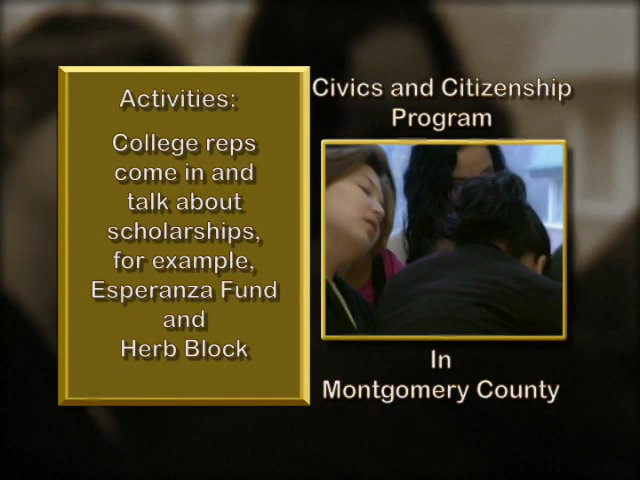 Activities:
College reps
come in and
talk about
scholarships,
for example,
Esperanza Fund
and
Herb Block
Civics and Citizenship
Program
In
Montgomery County